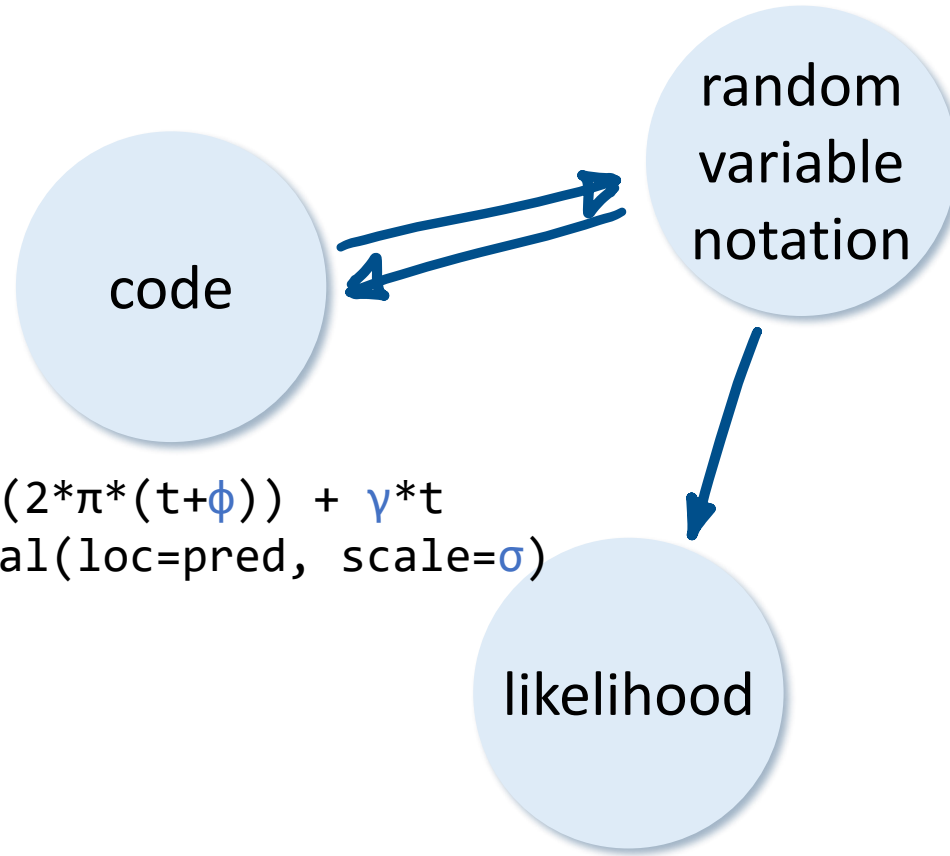 random
variable
notation
code
(2*π*(t+φ)) + γ*t
al(loc=pred, scale=σ)
likelihood